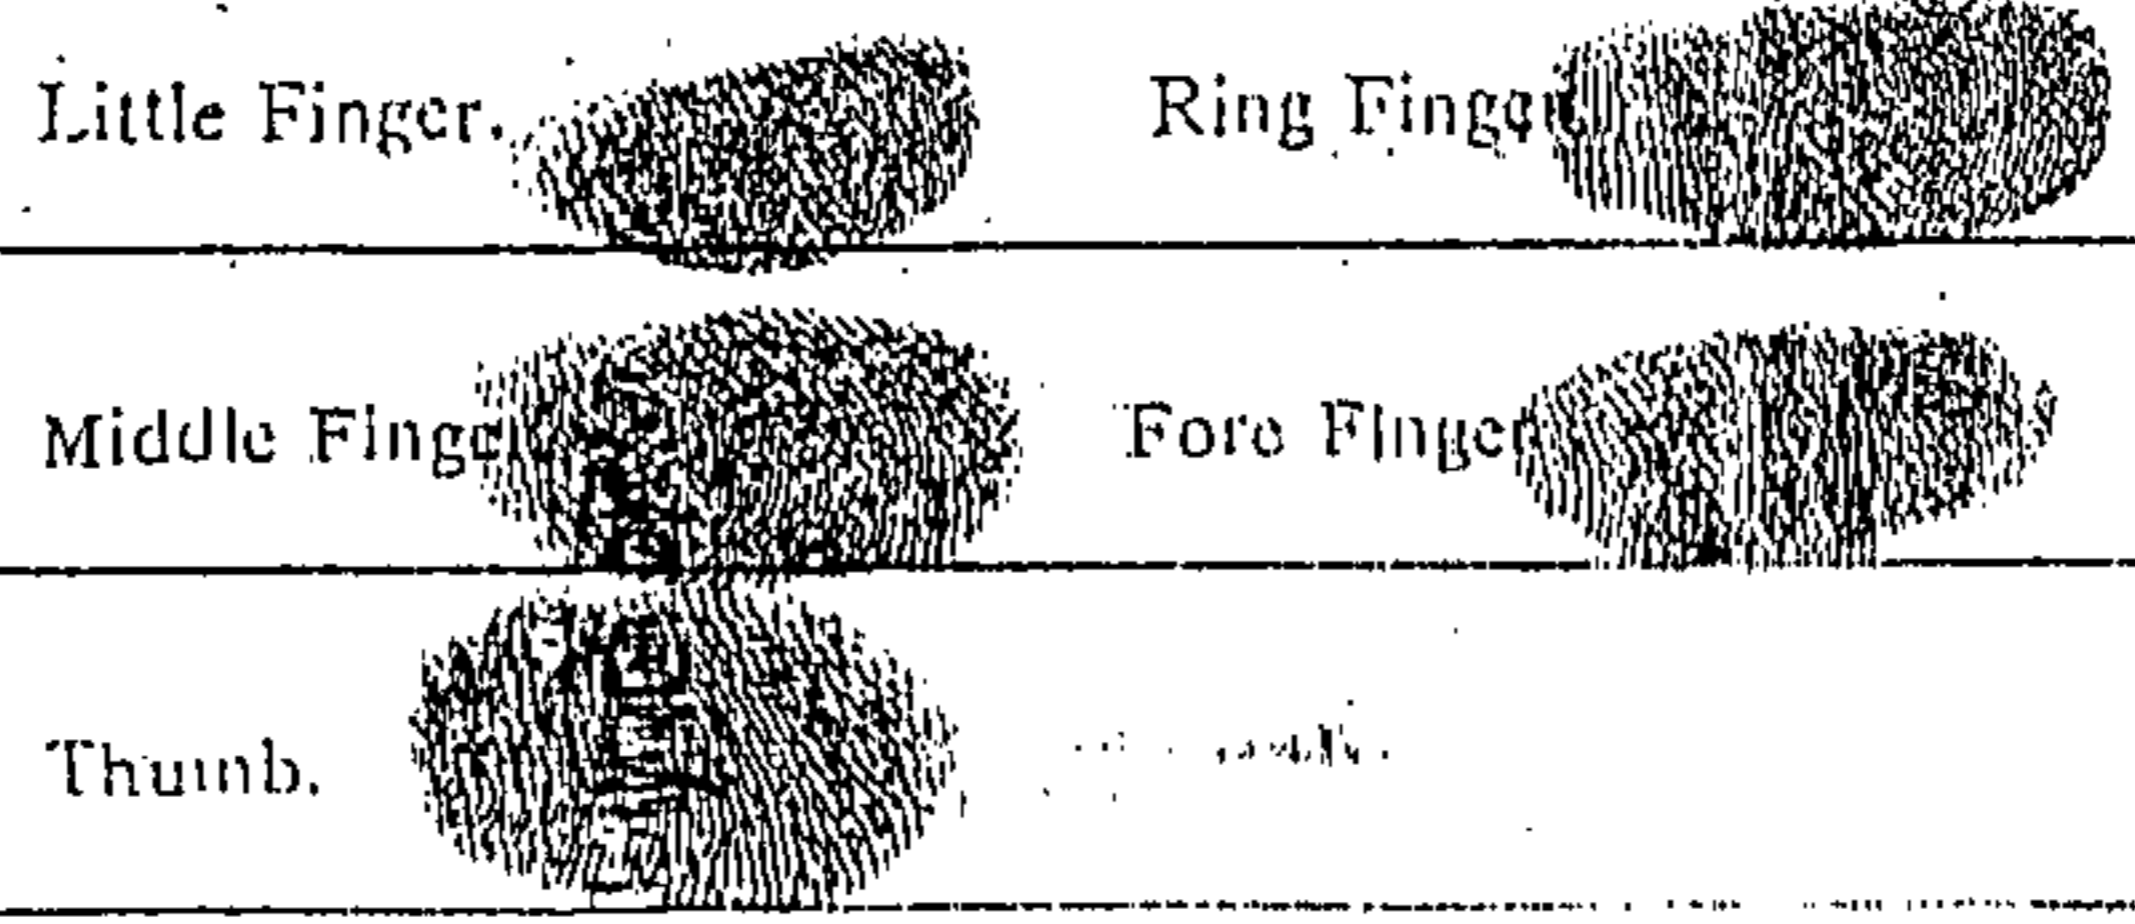 Little Finger. Ring Finger
Middle Finger Fore Finger
Thumb.